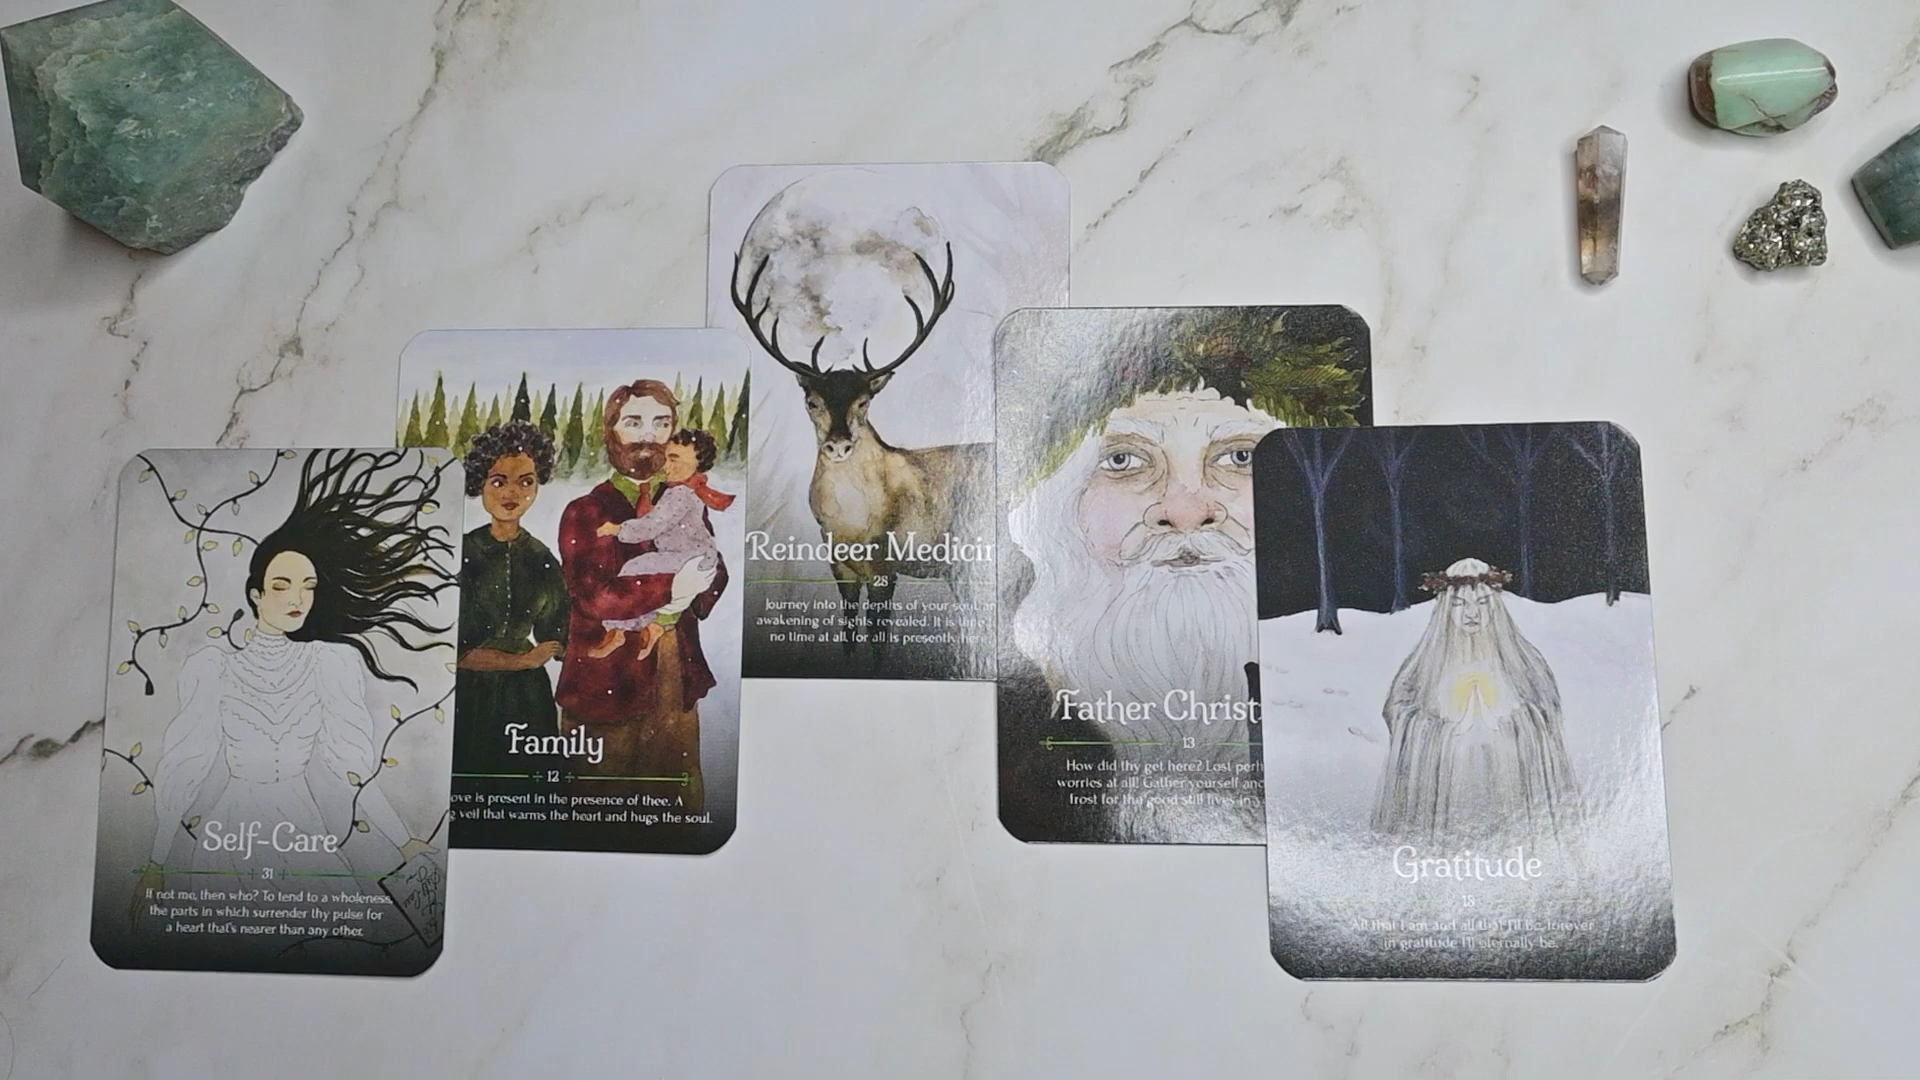 Self-Care
31
If not me, then who? To tend to a wholeness,
the parts in which surrender thy pulse for
a heart that's nearer than any other.
Family
12
ove is present in the presence of thee. A
veil that warms the heart and hugs the soul.
Reindeer Medicin
28
Journey into the depths of your soul
awakening of sights revealed. It is time
no time at all, for all is presently here.
Father Christ
13
How did thy get here? Lost perh
worries at all! Gather yourself and
frost for the good still lives in
Gratitude
18
All that I am and all that I'll be, forever
in gratitude I'll eternally be.